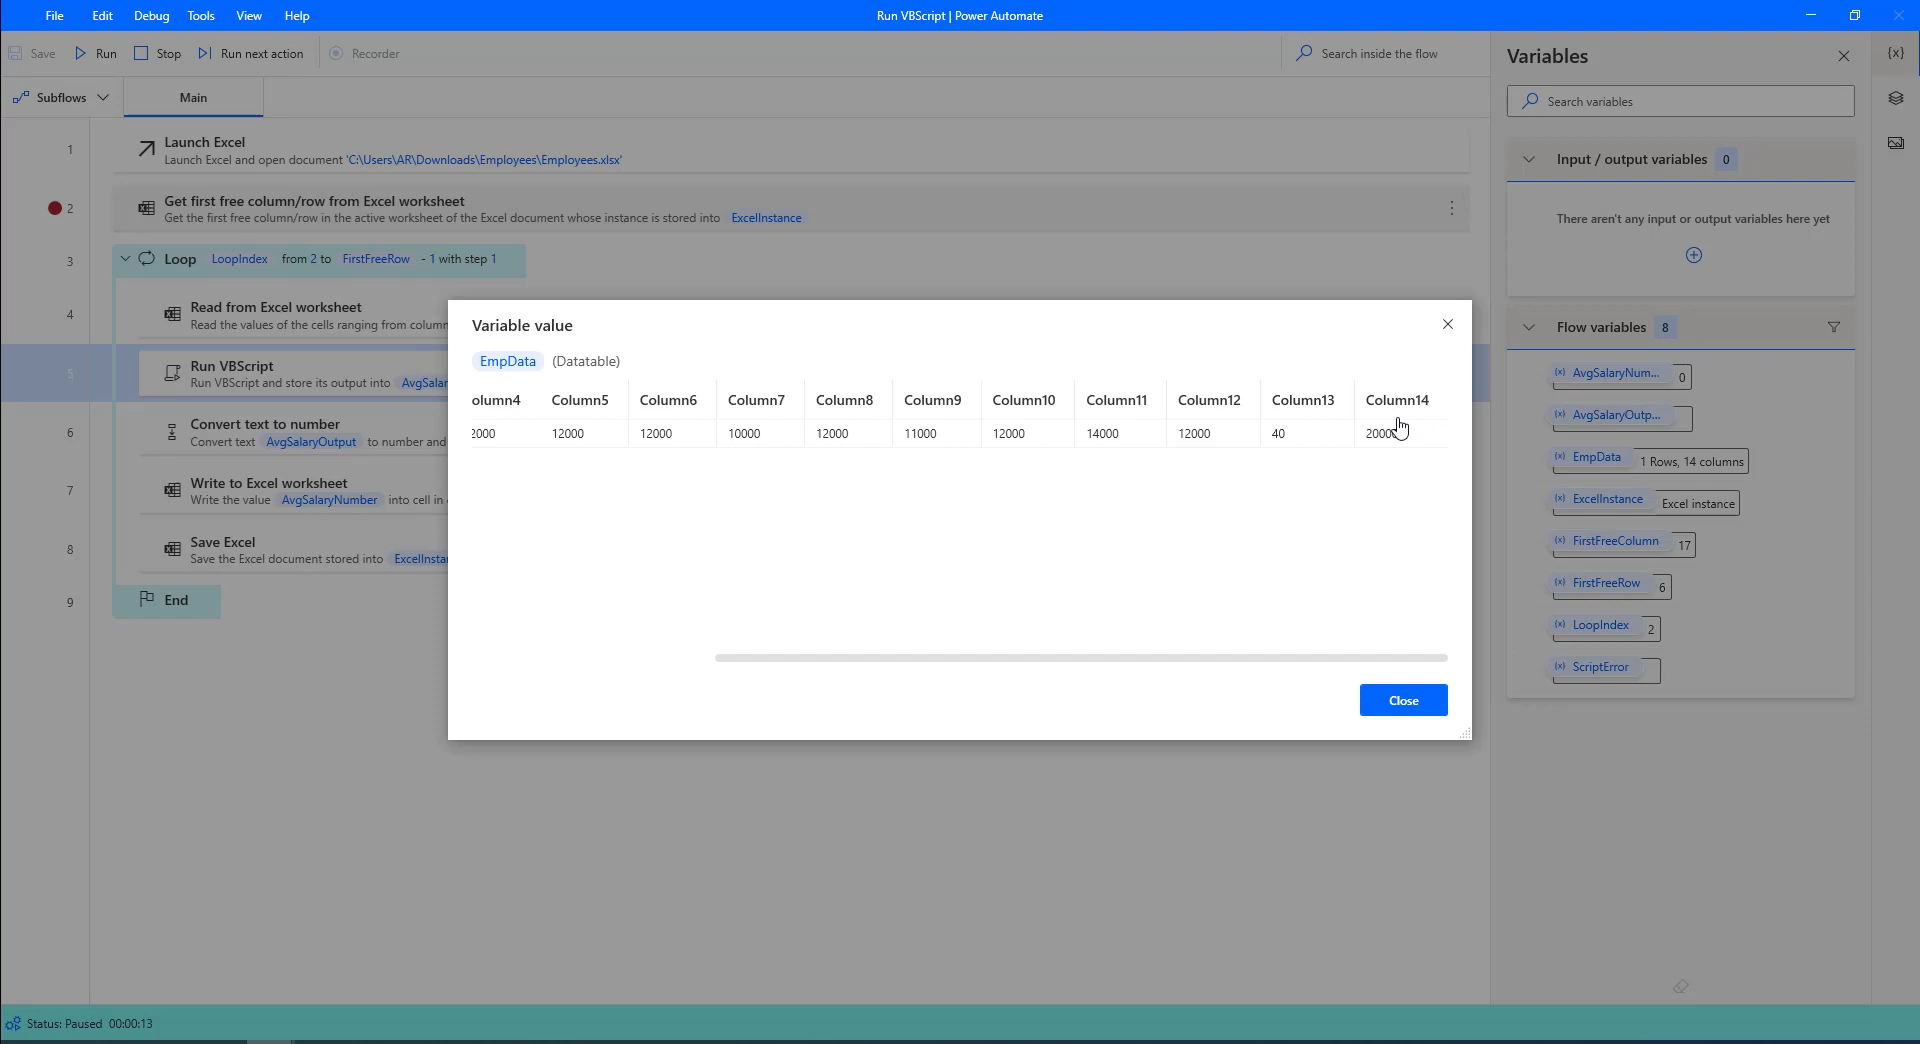 File Edit Debug Tools View Help
Run VBScript | Power Automate
Save Run Stop Run next action Recorder
Search inside the flow
Subflows Main
1
Launch Excel
Launch Excel and open document 'C:\Users\AR\Downloads\Employees\Employees.xlsx'
2
Get first free column/row from Excel worksheet
Get the first free column/row in the active worksheet of the Excel document whose instance is stored into ExcelInstance
3
Loop LoopIndex from 2 to FirstFreeRow - 1 with step 1
4
Read from Excel worksheet
Read the values of the cells ranging from column
5
Run VBScript
Run VBScript and store its output into AvgSalar
6
Convert text to number
Convert text AvgSalaryOutput to number and
7
Write to Excel worksheet
Write the value AvgSalaryNumber into cell in
8
Save Excel
Save the Excel document stored into ExcelInsta
9
End
Variable value
EmpData (Datatable)
olumn4 Column5 Column6 Column7 Column8 Column9 Column10 Column11 Column12 Column13 Column14
2000 12000 12000 10000 12000 11000 12000 14000 12000 40 2000
Close
Variables
{x}
Search variables
Input / output variables 0
There aren't any input or output variables here yet
Flow variables 8
(x) AvgSalaryNum... 0
(x) AvgSalaryOutp...
(x) EmpData 1 Rows, 14 columns
(x) ExcelInstance Excel instance
(x) FirstFreeColumn 17
(x) FirstFreeRow 6
(x) LoopIndex 2
(x) ScriptError
Status: Paused 00:00:13